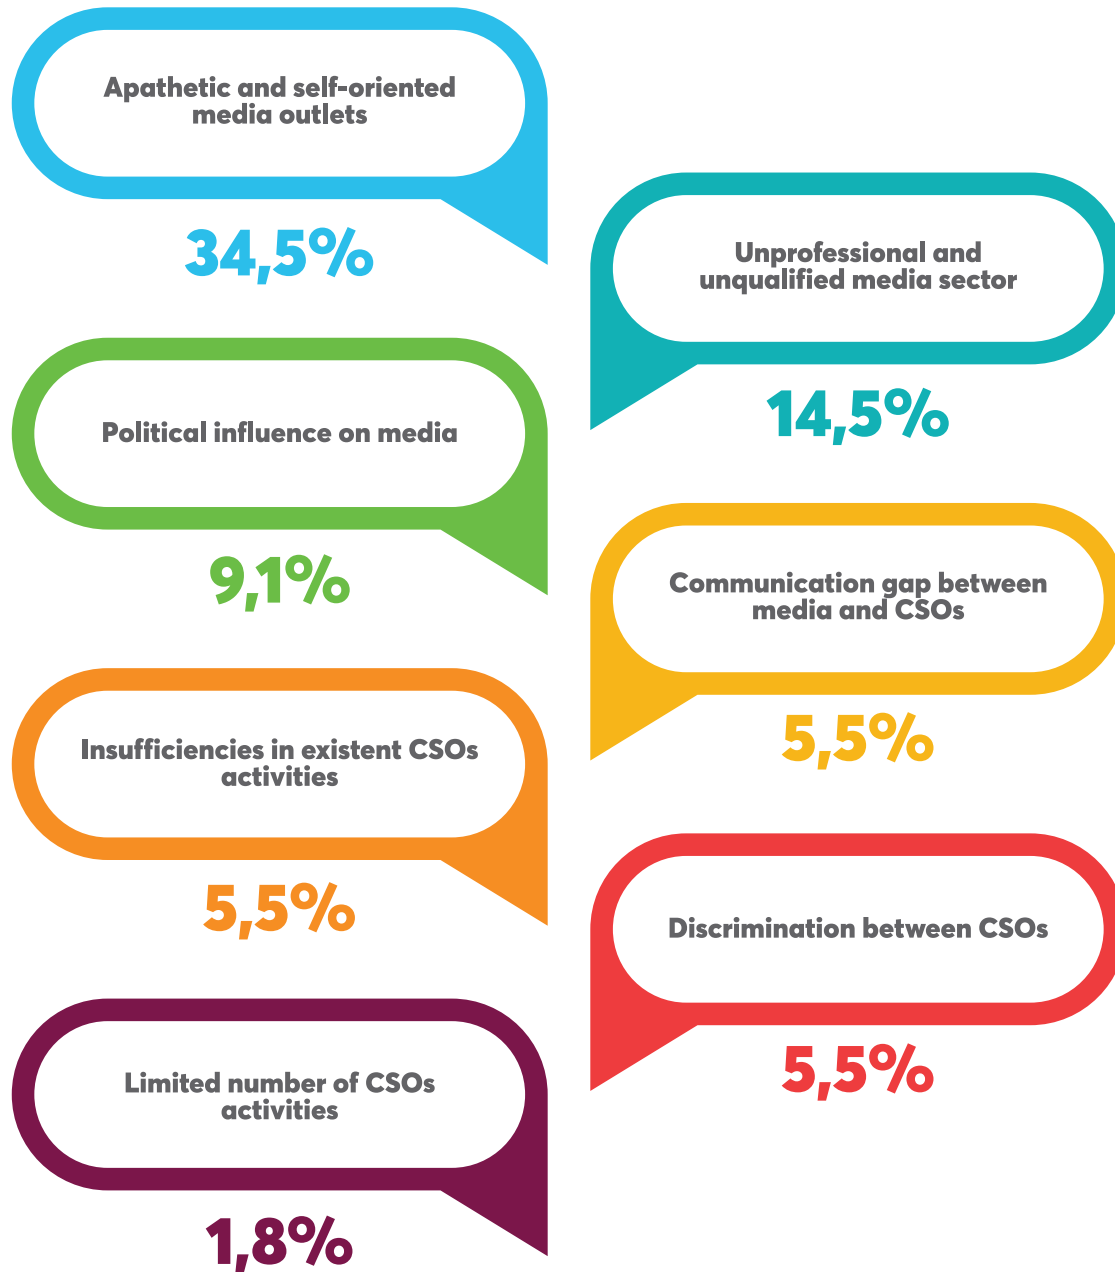 Apathetic and self-oriented
media outlets
34,5%
Unprofessional and
unqualified media sector
14,5%
Political influence on media
9,1%
Communication gap between
media and CSOs
5,5%
Insufficiencies in existent CSOs
activities
5,5%
Discrimination between CSOs
5,5%
Limited number of CSOs
activities
1,8%